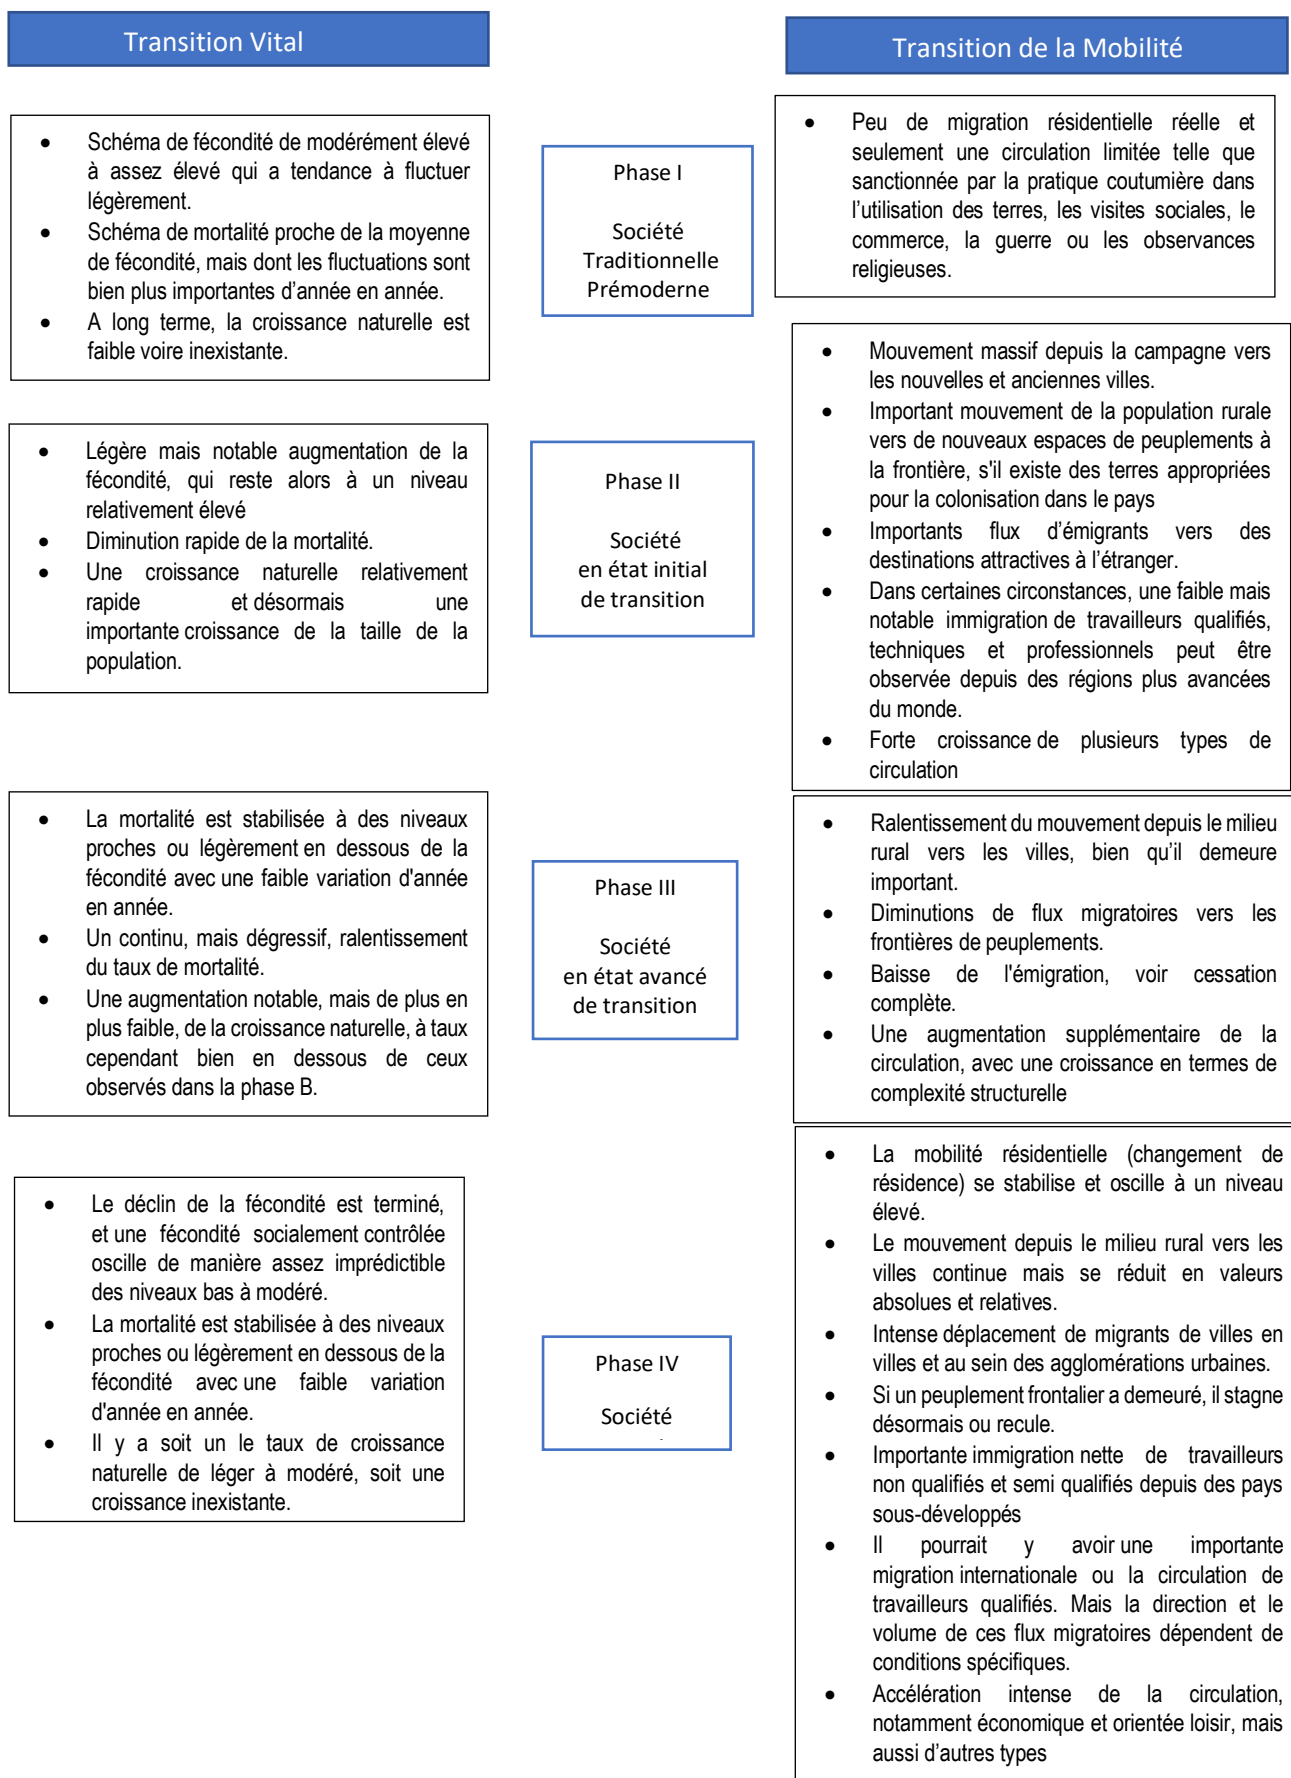 Transition Vital
Transition de la Mobilité
• Schéma de fécondité de modérément élevé
à assez élevé qui a tendance à fluctuer
légèrement.
• Schéma de mortalité proche de la moyenne
de fécondité, mais dont les fluctuations sont
bien plus importantes d’année en année.
• A long terme, la croissance naturelle est
faible voire inexistante.
Phase I
Société
Traditionnelle
Prémoderne
• Peu de migration résidentielle réelle et
seulement une circulation limitée telle que
sanctionnée par la pratique coutumière dans
l’utilisation des terres, les visites sociales, le
commerce, la guerre ou les observances
religieuses.
• Légère mais notable augmentation de la
fécondité, qui reste alors à un niveau
relativement élevé
• Diminution rapide de la mortalité.
• Une croissance naturelle relativement
rapide et désormais une
importante croissance de la taille de la
population.
Phase II
Société
en état initial
de transition
• Mouvement massif depuis la campagne vers
les nouvelles et anciennes villes.
• Important mouvement de la population rurale
vers de nouveaux espaces de peuplements à
la frontière, s'il existe des terres appropriées
pour la colonisation dans le pays
• Importants flux d’émigrants vers des
destinations attractives à l’étranger.
• Dans certaines circonstances, une faible mais
notable immigration de travailleurs qualifiés,
techniques et professionnels peut être
observée depuis des régions plus avancées
du monde.
• Forte croissance de plusieurs types de
circulation
• La mortalité est stabilisée à des niveaux
proches ou légèrement en dessous de la
fécondité avec une faible variation d'année
en année.
• Un continu, mais dégressif, ralentissement
du taux de mortalité.
• Une augmentation notable, mais de plus en
plus faible, de la croissance naturelle, à taux
cependant bien en dessous de ceux
observés dans la phase B.
Phase III
Société
en état avancé
de transition
• Ralentissement du mouvement depuis le milieu
rural vers les villes, bien qu’il demeure
important.
• Diminutions de flux migratoires vers les
frontières de peuplements.
• Baisse de l'émigration, voir cessation
complète.
• Une augmentation supplémentaire de la
circulation, avec une croissance en termes de
complexité structurelle
• Le déclin de la fécondité est terminé,
et une fécondité socialement contrôlée
oscille de manière assez imprédictible
des niveaux bas à modéré.
• La mortalité est stabilisée à des niveaux
proches ou légèrement en dessous de la
fécondité avec une faible variation
d'année en année.
• Il y a soit un le taux de croissance
naturelle de léger à modéré, soit une
croissance inexistante.
Phase IV
Société
• La mobilité résidentielle (changement de
résidence) se stabilise et oscille à un niveau
élevé.
• Le mouvement depuis le milieu rural vers les
villes continue mais se réduit en valeurs
absolues et relatives.
• Intense déplacement de migrants de villes en
villes et au sein des agglomérations urbaines.
• Si un peuplement frontalier a demeuré, il stagne
désormais ou recule.
• Importante immigration nette de travailleurs
non qualifiés et semi qualifiés depuis des pays
sous-développés
• Il pourrait y avoir une importante
migration internationale ou la circulation de
travailleurs qualifiés. Mais la direction et le
volume de ces flux migratoires dépendent de
conditions spécifiques.
• Accélération intense de la circulation,
notamment économique et orientée loisir, mais
aussi d’autres types